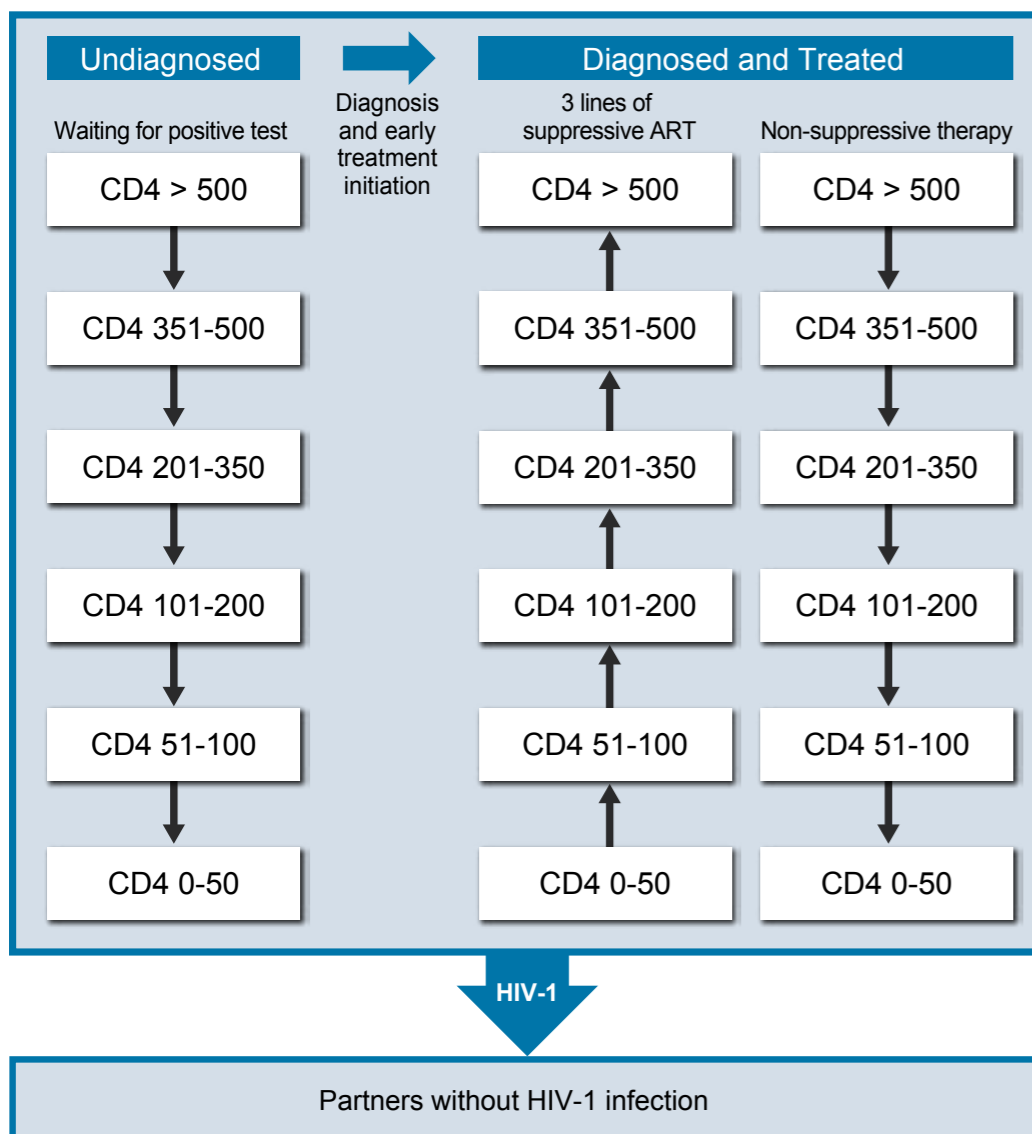 Undiagnosed
Diagnosed and Treated
Diagnosis
and early
treatment
initiation
Waiting for positive test
3 lines of
suppressive ART
Non-suppressive therapy
CD4 > 500
CD4 351-500
CD4 201-350
CD4 101-200
CD4 51-100
CD4 0-50
CD4 > 500
CD4 351-500
CD4 201-350
CD4 101-200
CD4 51-100
CD4 0-50
CD4 > 500
CD4 351-500
CD4 201-350
CD4 101-200
CD4 51-100
CD4 0-50
HIV-1
Partners without HIV-1 infection